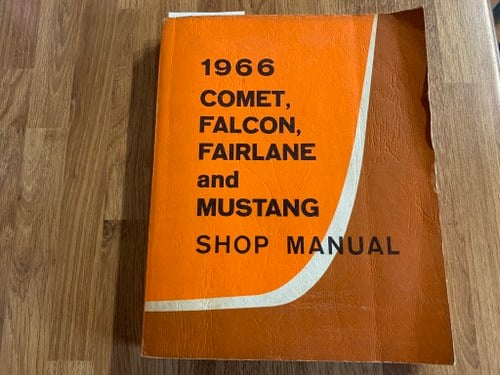 1966
COMET,
FALCON,
FAIRLANE
and
MUSTANG
SHOP MANUAL